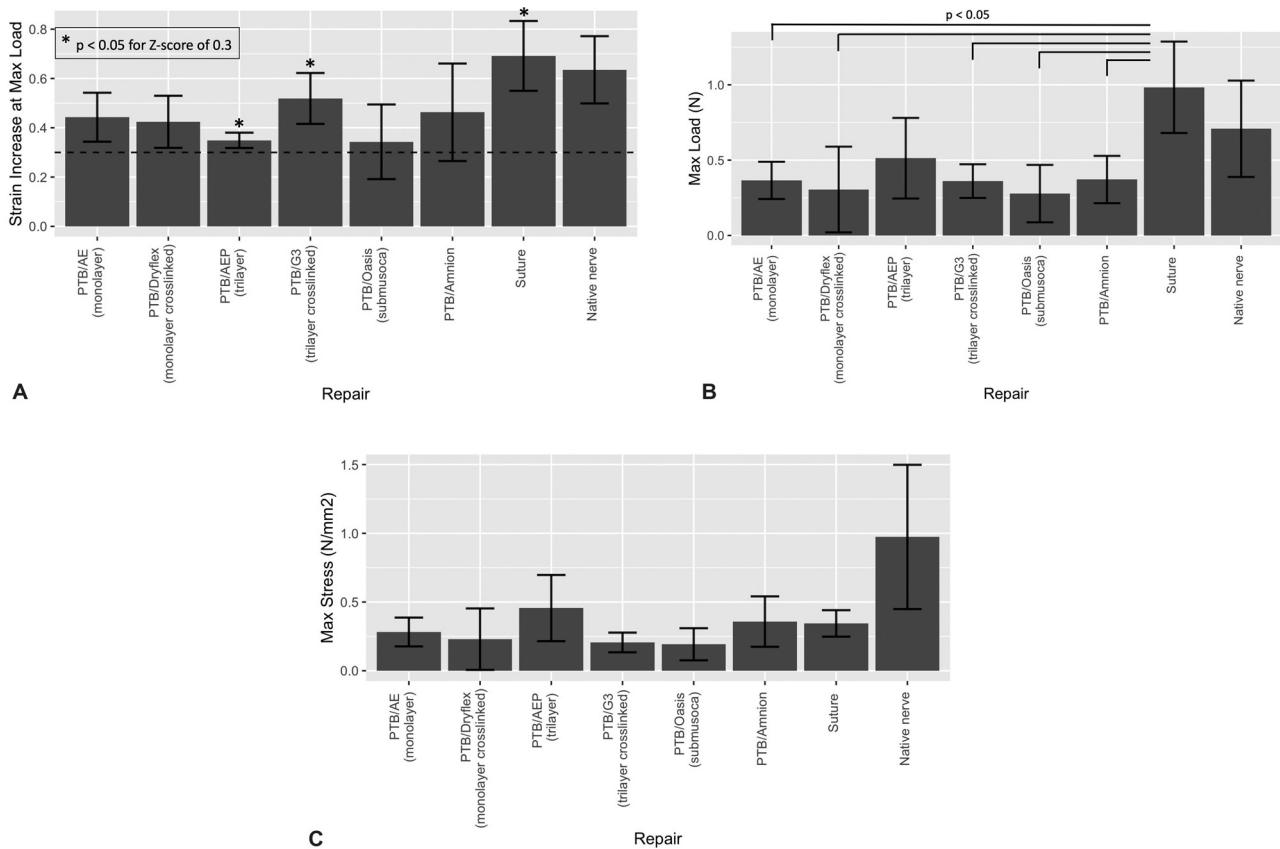 Strain Increase at Max Load
0.8
0.6
0.4
0.2
0.0
* p < 0.05 for Z-score of 0.3
*
*
*
PTB/AE
(monolayer)
PTB/Dryflex
(monolayer crosslinked)
PTB/AEP
(trilayer)
PTB/G3
(trilayer crosslinked)
PTB/Oasis
(submusoca)
PTB/Amnion
Suture
Native nerve
Repair
A
p < 0.05
Max Load (N)
1.0
0.5
0.0
PTB/AE
(monolayer)
PTB/Dryflex
(monolayer crosslinked)
PTB/AEP
(trilayer)
PTB/G3
(trilayer crosslinked)
PTB/Oasis
(submusoca)
PTB/Amnion
Suture
Native nerve
Repair
B
Max Stress (N/mm2)
1.5
1.0
0.5
0.0
PTB/AE
(monolayer)
PTB/Dryflex
(monolayer crosslinked)
PTB/AEP
(trilayer)
PTB/G3
(trilayer crosslinked)
PTB/Oasis
(submusoca)
PTB/Amnion
Suture
Native nerve
Repair
C